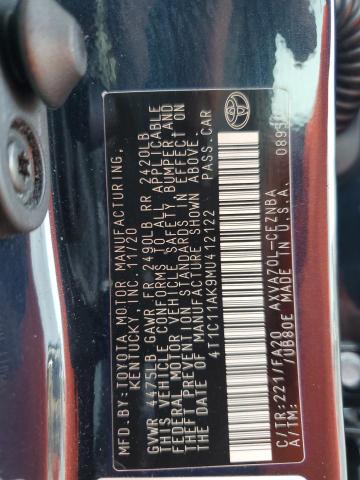 MFD.BY:TOYOTA MOTOR MANUFACTURING,
KENTUCKY, INC. 11/20
GVWR 4475LB GAWR FR 2490LB RR 2420LB
THIS VEHICLE CONFORMS TO ALL APPLICABLE
FEDERAL MOTOR VEHICLE SAFETY, BUMPER, AND
THEFT PREVENTION STANDARDS IN EFFECT ON
THE DATE OF MANUFACTURE SHOWN ABOVE.
4T1C11AK9MU412122 PASS.CAR
C/TR:221/FA20 AXVA70L-CEZNBA
A/TM: /UB80E U.S.A.